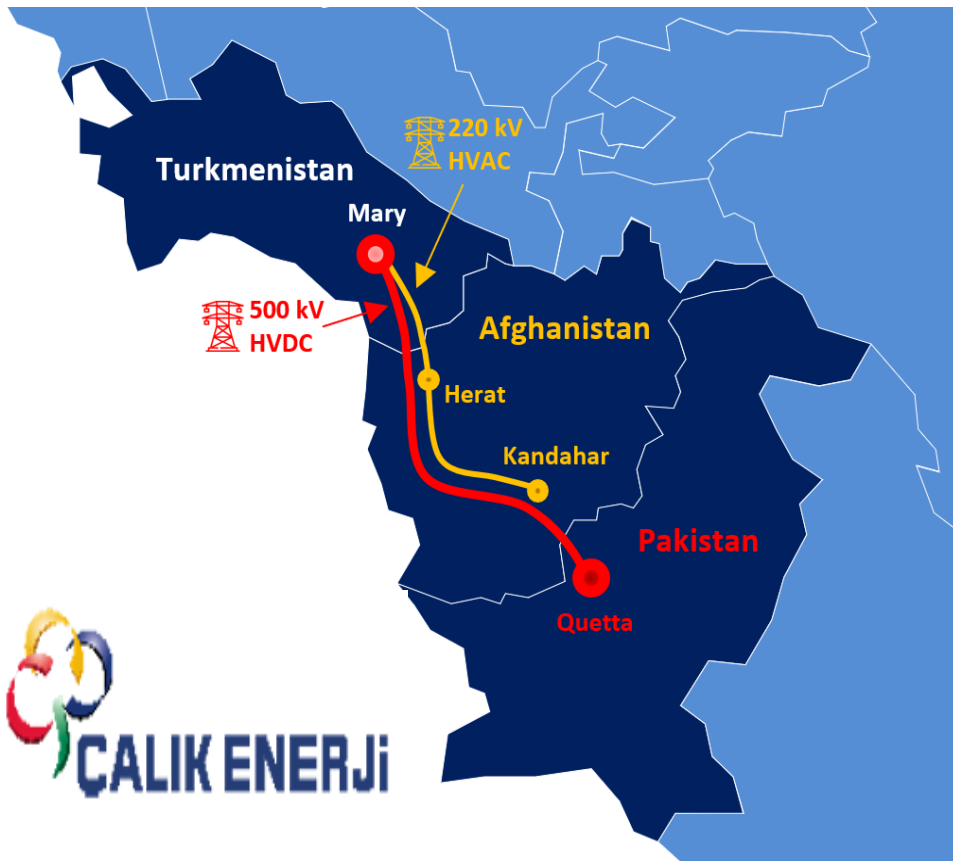 220 kV
HVAC
Turkmenistan
Mary
500 kV
HVDC
Afghanistan
Herat
Kandahar
Pakistan
Quetta
ÇALIK ENERJİ